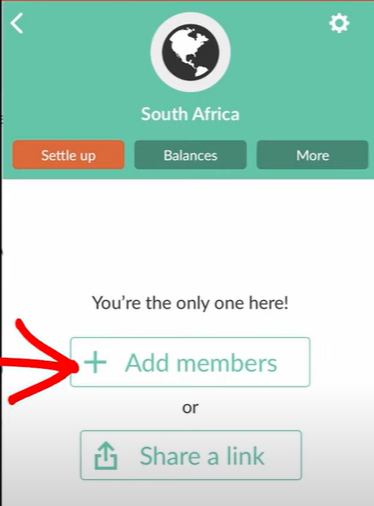 South Africa
Settle up Balances More
You're the only one here!
+ Add members
or
Share a link